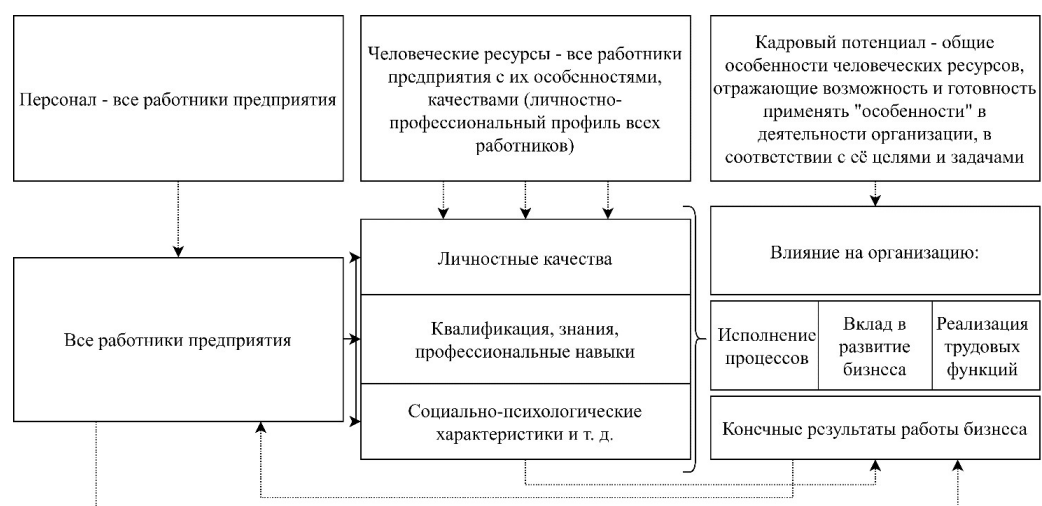 Персонал - все работники предприятия
Человеческие ресурсы - все работники
предприятия с их особенностями,
качествами (личностно-
профессиональный профиль всех
работников)
Кадровый потенциал - общие
особенности человеческих ресурсов,
отражающие возможность и готовность
применять "особенности" в
деятельности организации, в
соответствии с её целями и задачами
Все работники предприятия
Личностные качества
Квалификация, знания,
профессиональные навыки
Социально-психологические
характеристики и т. д.
Влияние на организацию:
Исполнение
процессов
Вклад в
развитие
бизнеса
Реализация
трудовых
функций
Конечные результаты работы бизнеса